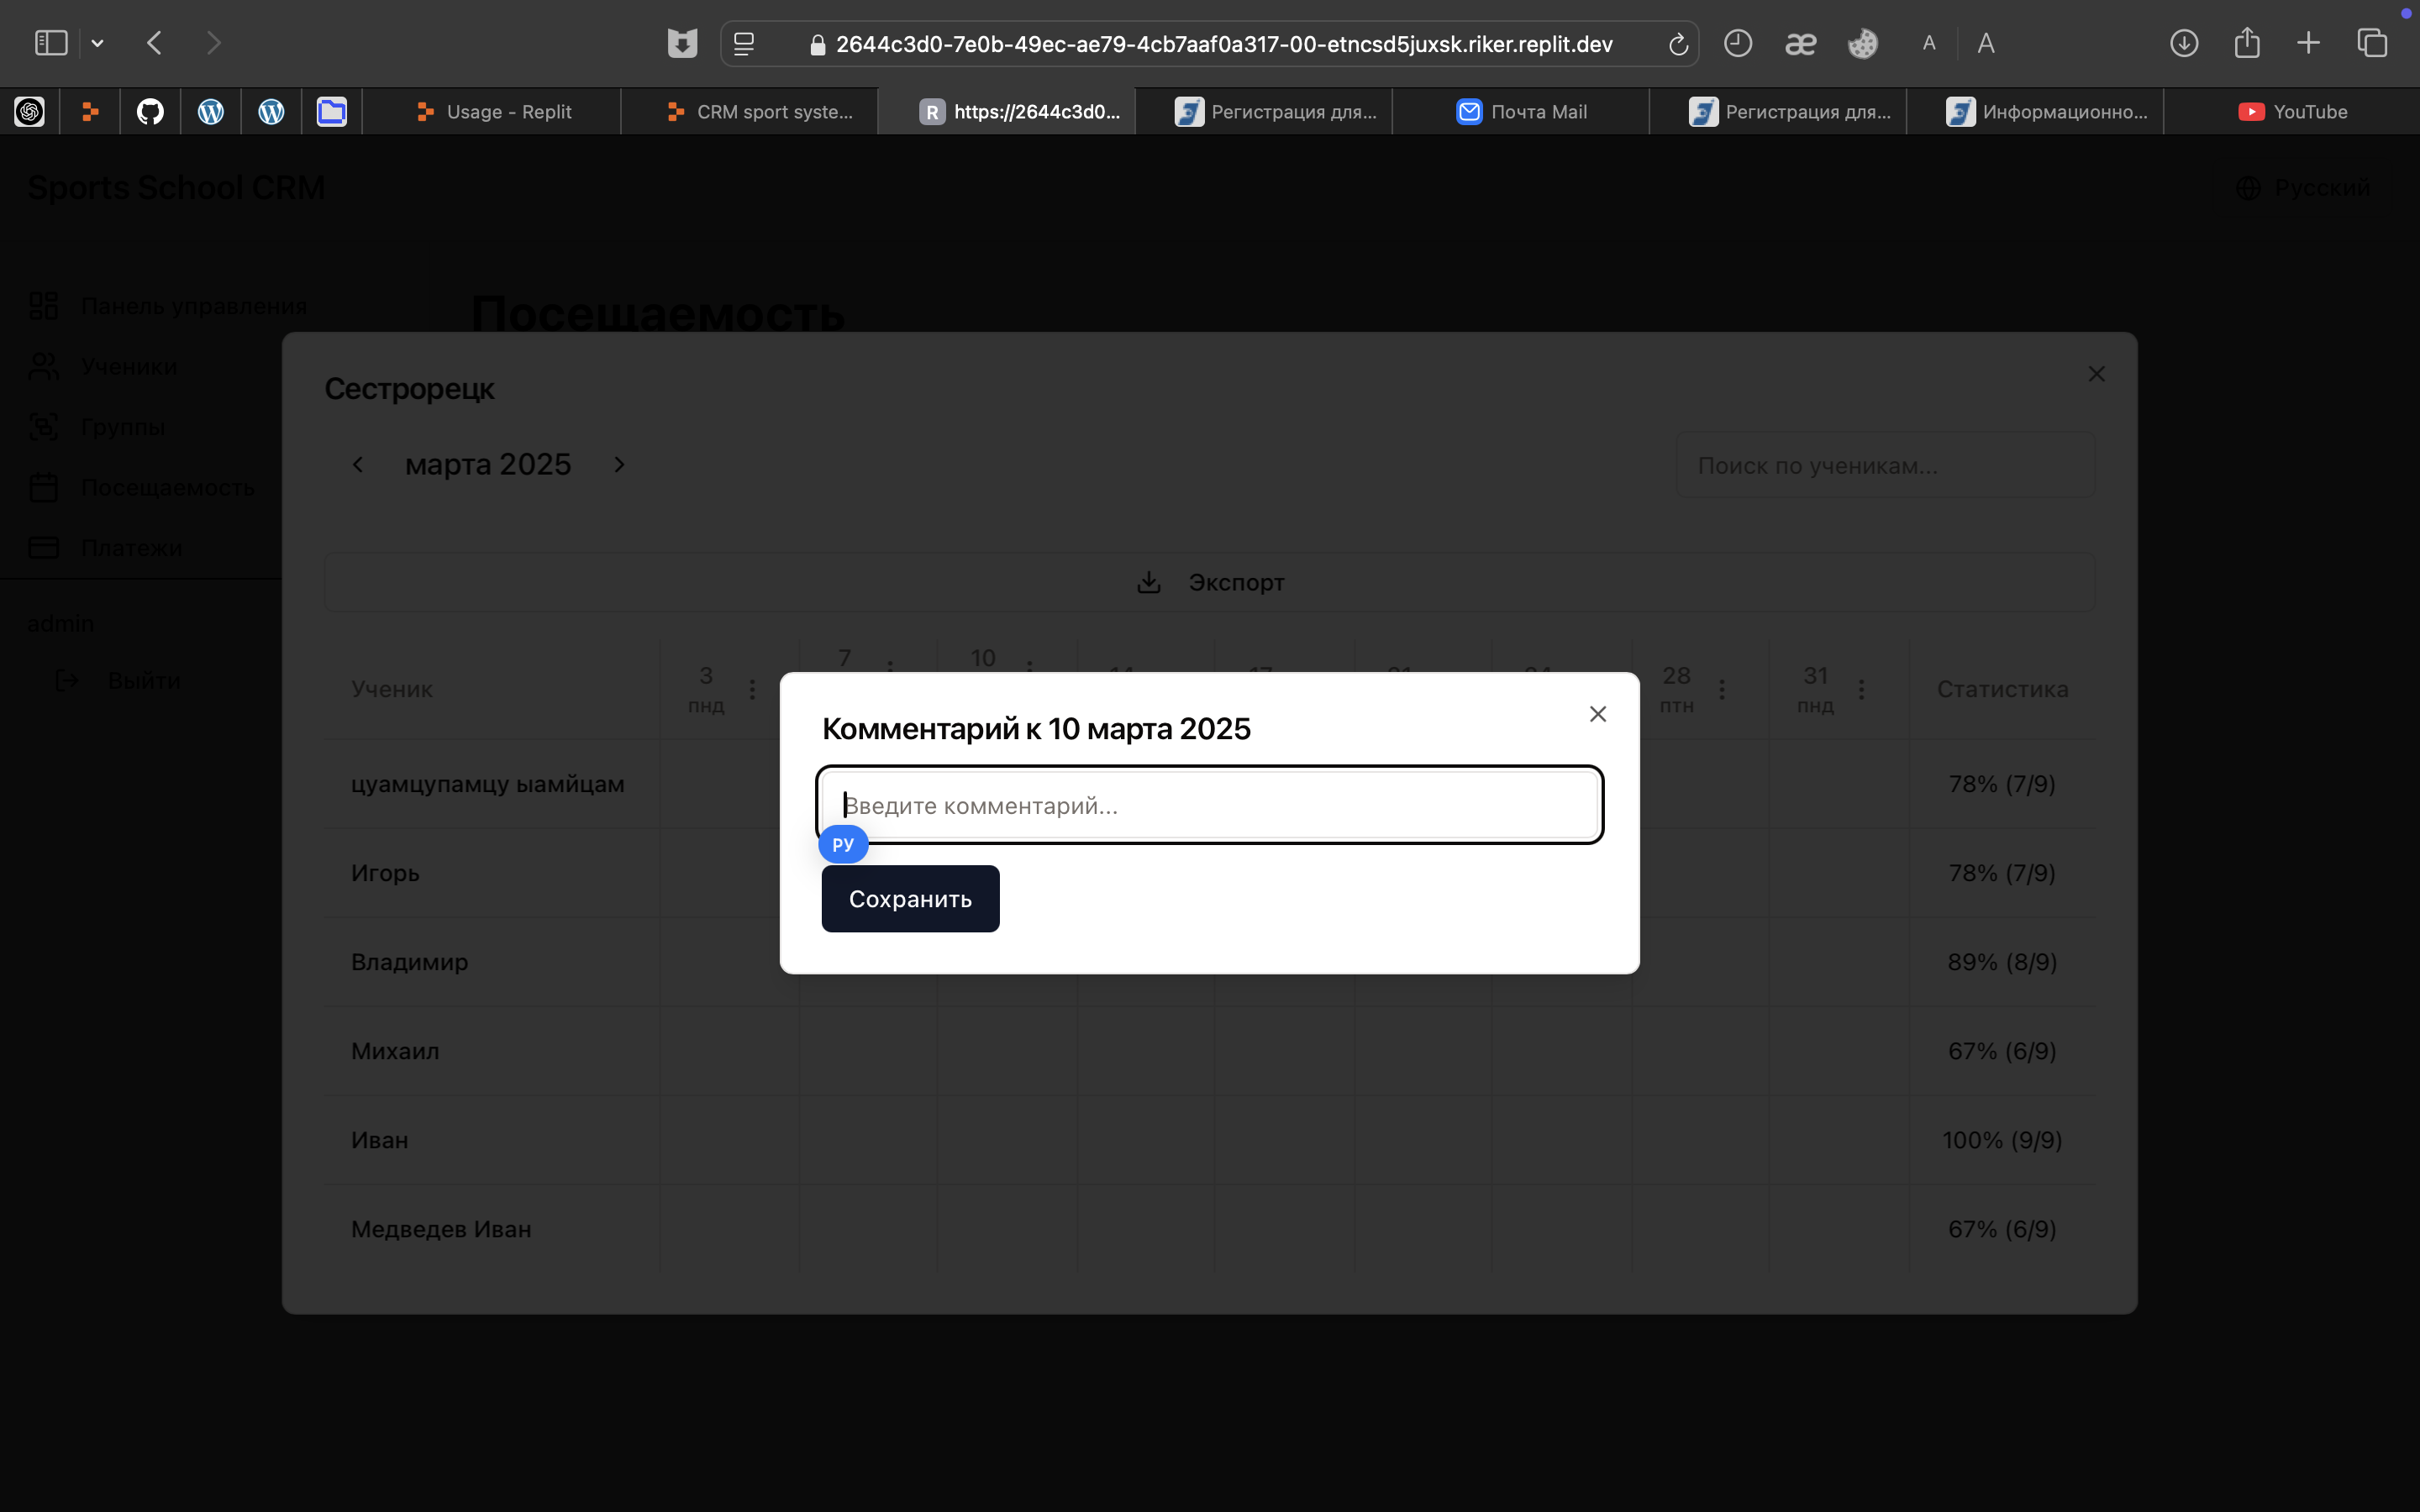 2644c3d0-7e0b-49ec-ae79-4cb7aaf0a317-00-etncsd5juxsk.riker.replit.dev
æ A A
Usage - Replit
CRM sport syste...
R https://2644c3d0...
Регистрация для...
Почта Mail
Регистрация для...
Информационно...
YouTube
Sports School CRM
Русский
Панель управления
Ученики
Группы
Посещаемость
Платежи
admin
Выйти
Посещаемость
Сестрорецк
марта 2025
Поиск по ученикам...
Экспорт
Ученик
3
пнд
7
10
28
птн
31
пнд
Статистика
цуамцупамцу ыамйцам
78% (7/9)
Игорь
78% (7/9)
Владимир
89% (8/9)
Михаил
67% (6/9)
Иван
100% (9/9)
Медведев Иван
67% (6/9)
Комментарий к 10 марта 2025
Введите комментарий...
РУ
Сохранить